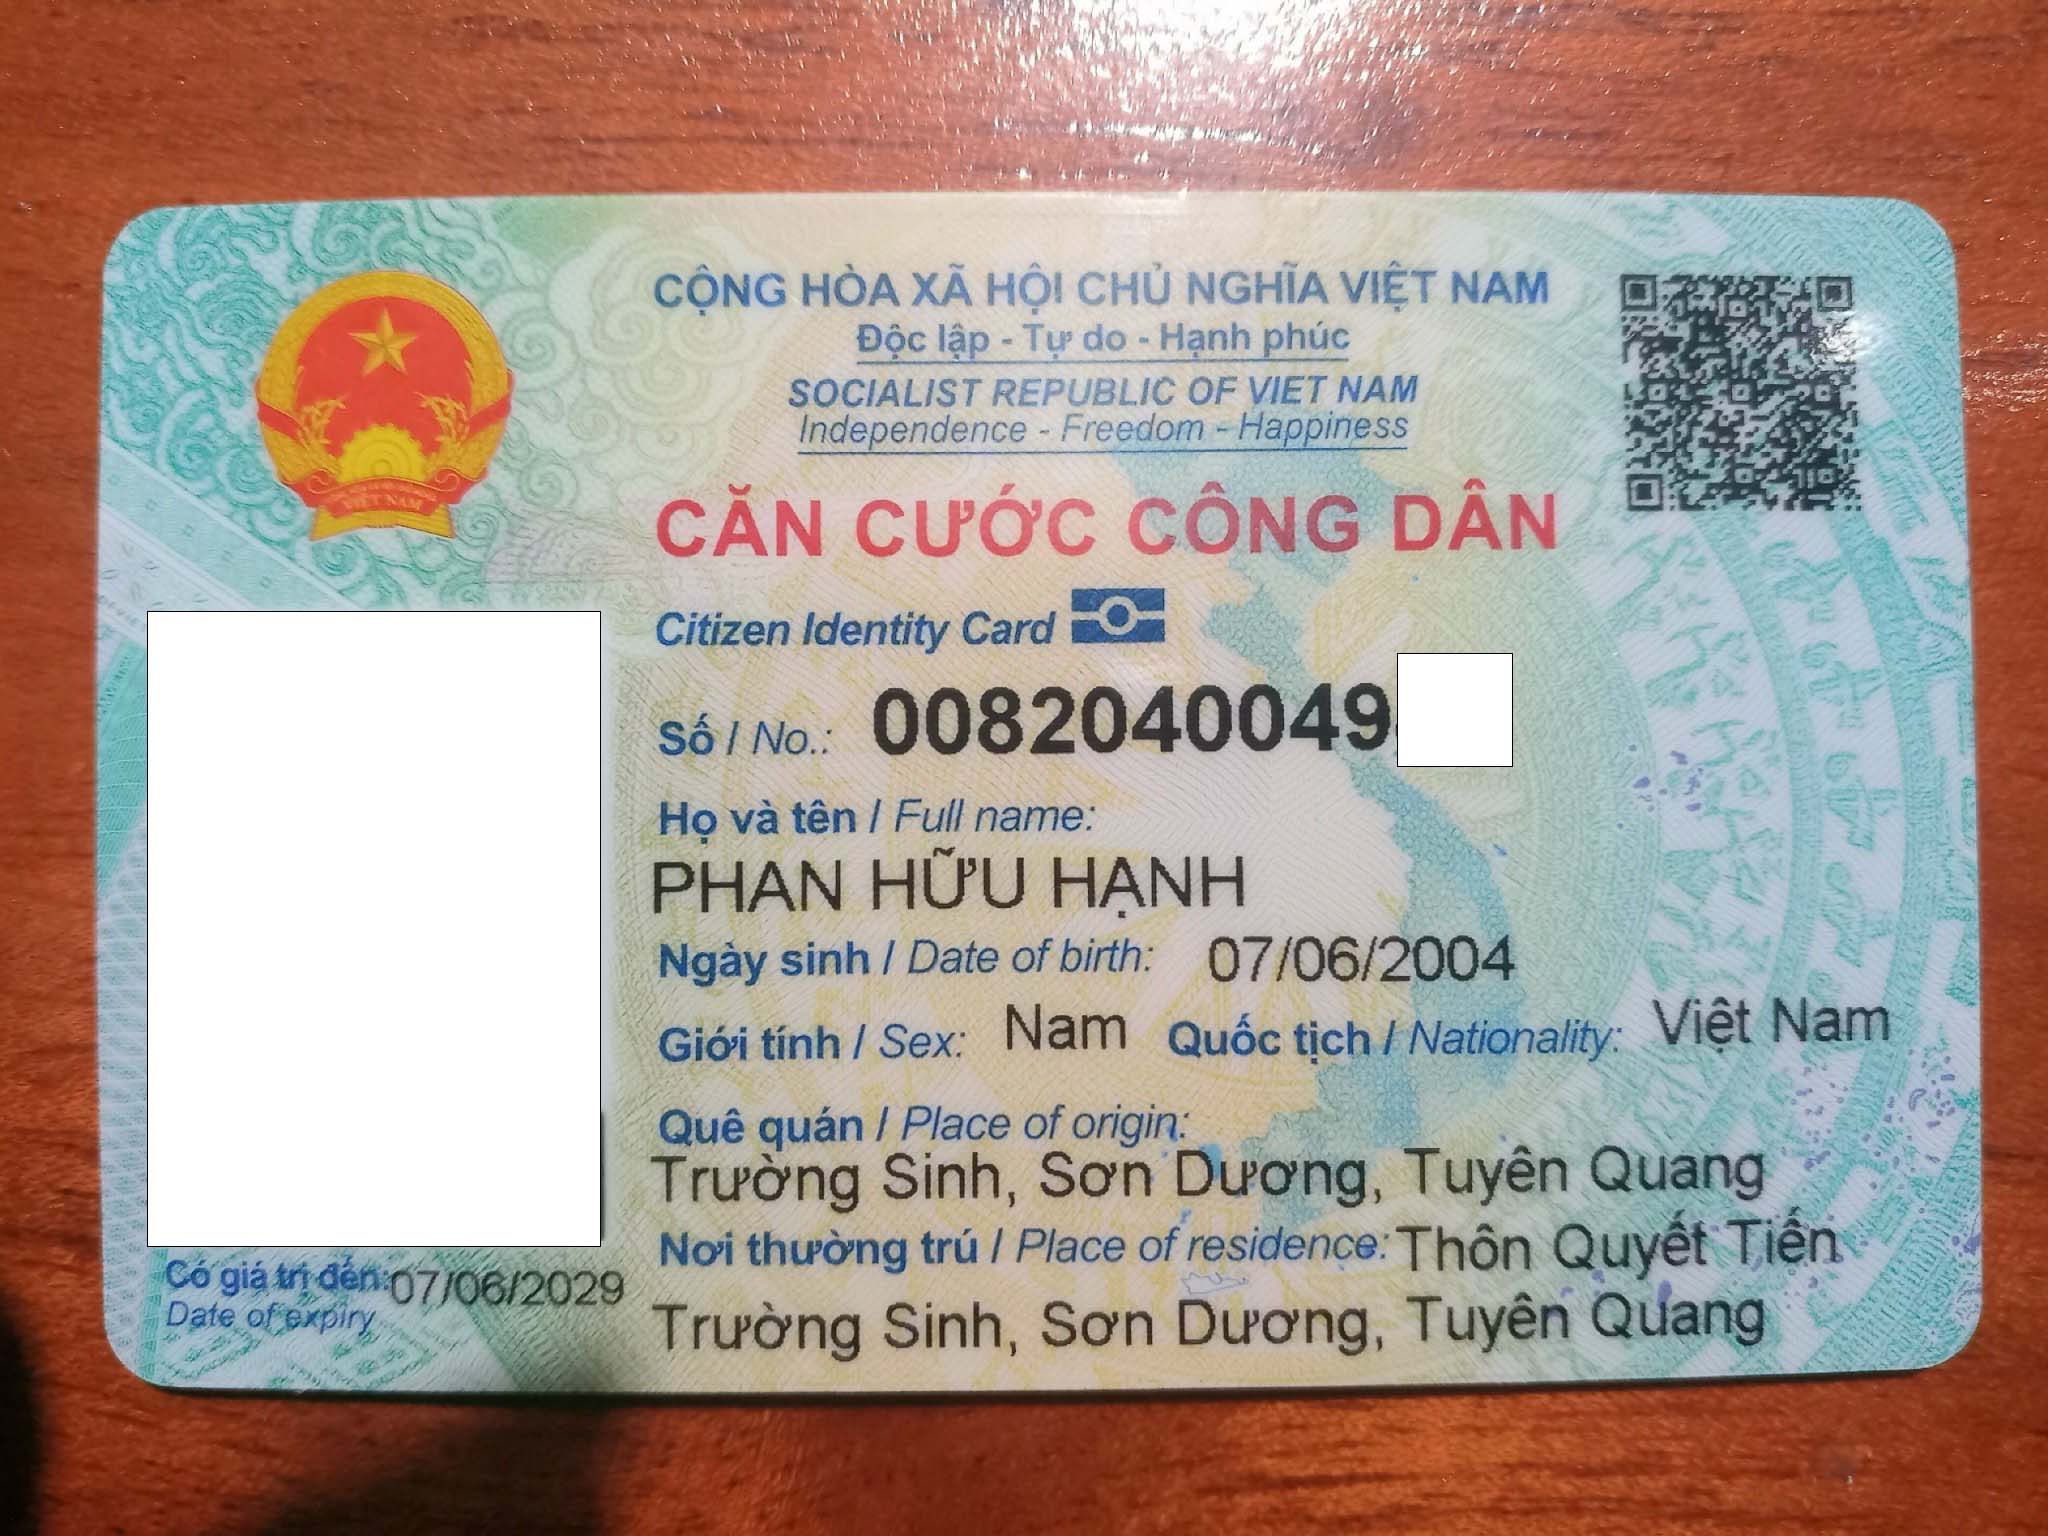 CỘNG HÒA XÃ HỘI CHỦ NGHĨA VIỆT NAM
Độc lập - Tự do - Hạnh phúc
SOCIALIST REPUBLIC OF VIET NAM
Independence - Freedom - Happiness
CĂN CƯỚC CÔNG DÂN
Citizen Identity Card
Số / No.: 0082040049
Họ và tên / Full name:
PHAN HỮU HẠNH
Ngày sinh / Date of birth: 07/06/2004
Giới tính / Sex: Nam Quốc tịch / Nationality: Việt Nam
Quê quán / Place of origin:
Trường Sinh, Sơn Dương, Tuyên Quang
Nơi thường trú / Place of residence: Thôn Quyết Tiến
Trường Sinh, Sơn Dương, Tuyên Quang
Có giá trị đến: 07/06/2029
Date of expiry
VIỆT NAM